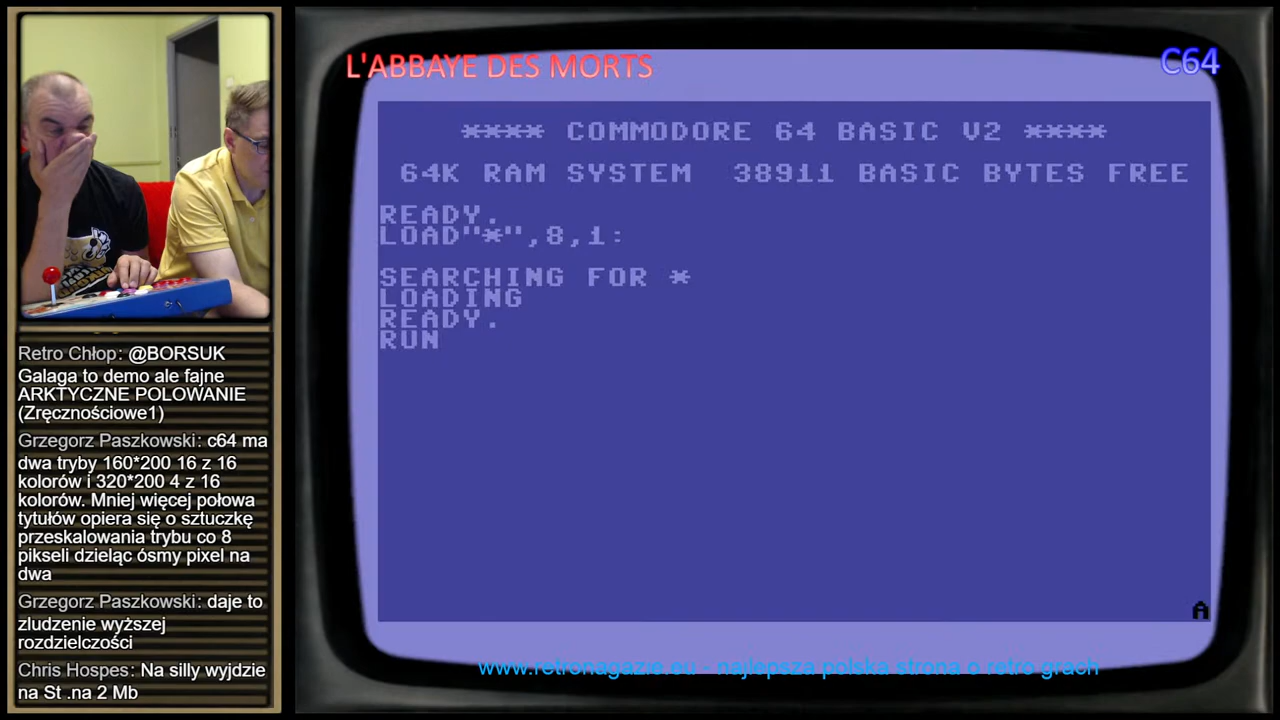 L'ABBAYE DES MORTS
C64
**** COMMODORE 64 BASIC V2 ****
64K RAM SYSTEM 38911 BASIC BYTES FREE
READY.
LOAD"*",8,1:
SEARCHING FOR *
LOADING
READY.
RUN
Retro Chłop: @BORSUK
Galaga to demo ale fajne
ARKTYCZNE POLOWANIE
(Zręcznościowe1)
Grzegorz Paszkowski: c64 ma
dwa tryby 160*200 16 z 16
kolorów i 320*200 4 z 16
kolorów. Mniej więcej połowa
tytułów opiera się o sztuczkę
przeskalowania trybu co 8
pikseli dzieląc ósmy pixel na
dwa
Grzegorz Paszkowski: daje to
zludzenie wyższej
rozdzielczości
Chris Hospes: Na silly wyjdzie
na St .na 2 Mb
www.retronagazie.eu - najlepsza polska strona o retro grach